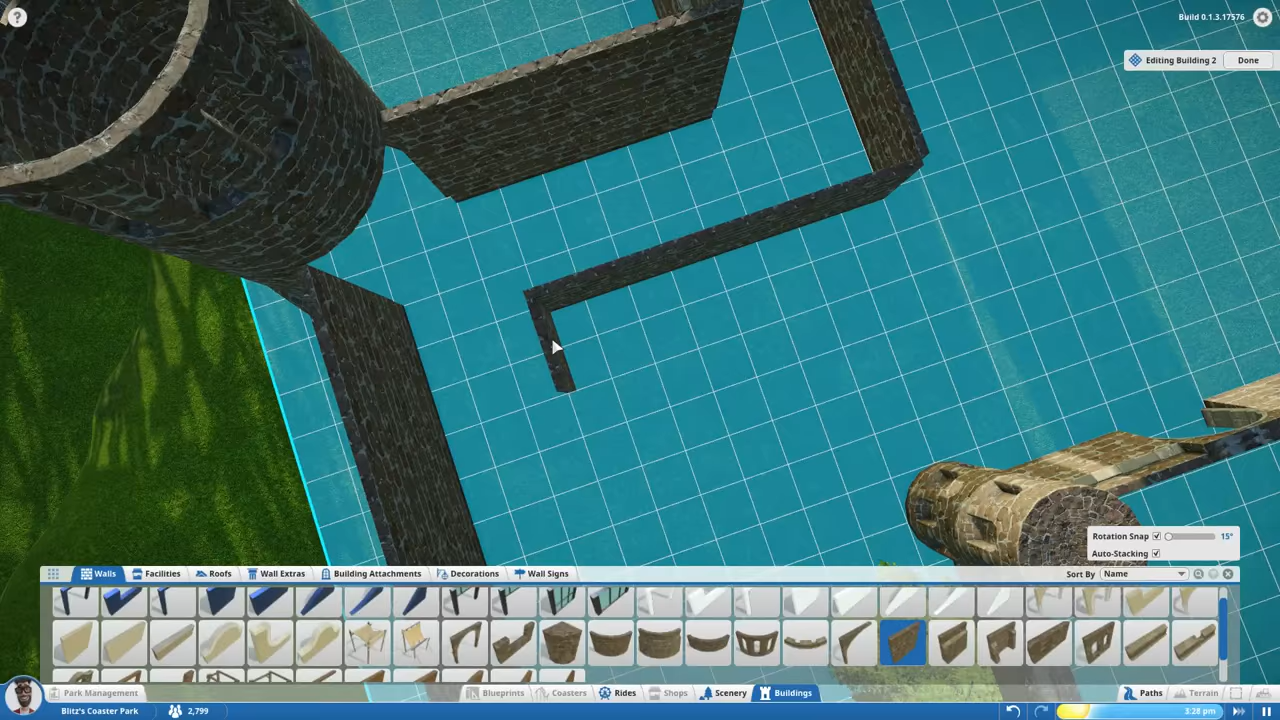 ?
Build 0.1.3.17576
Editing Building 2 Done
Rotation Snap 15°
Auto-Stacking
Walls Facilities Roofs Wall Extras Building Attachments Decorations Wall Signs Sort By Name
Park Management Blueprints Coasters Rides Shops Scenery Buildings Paths Terrain
Blitz's Coaster Park 2,799 3:28 pm